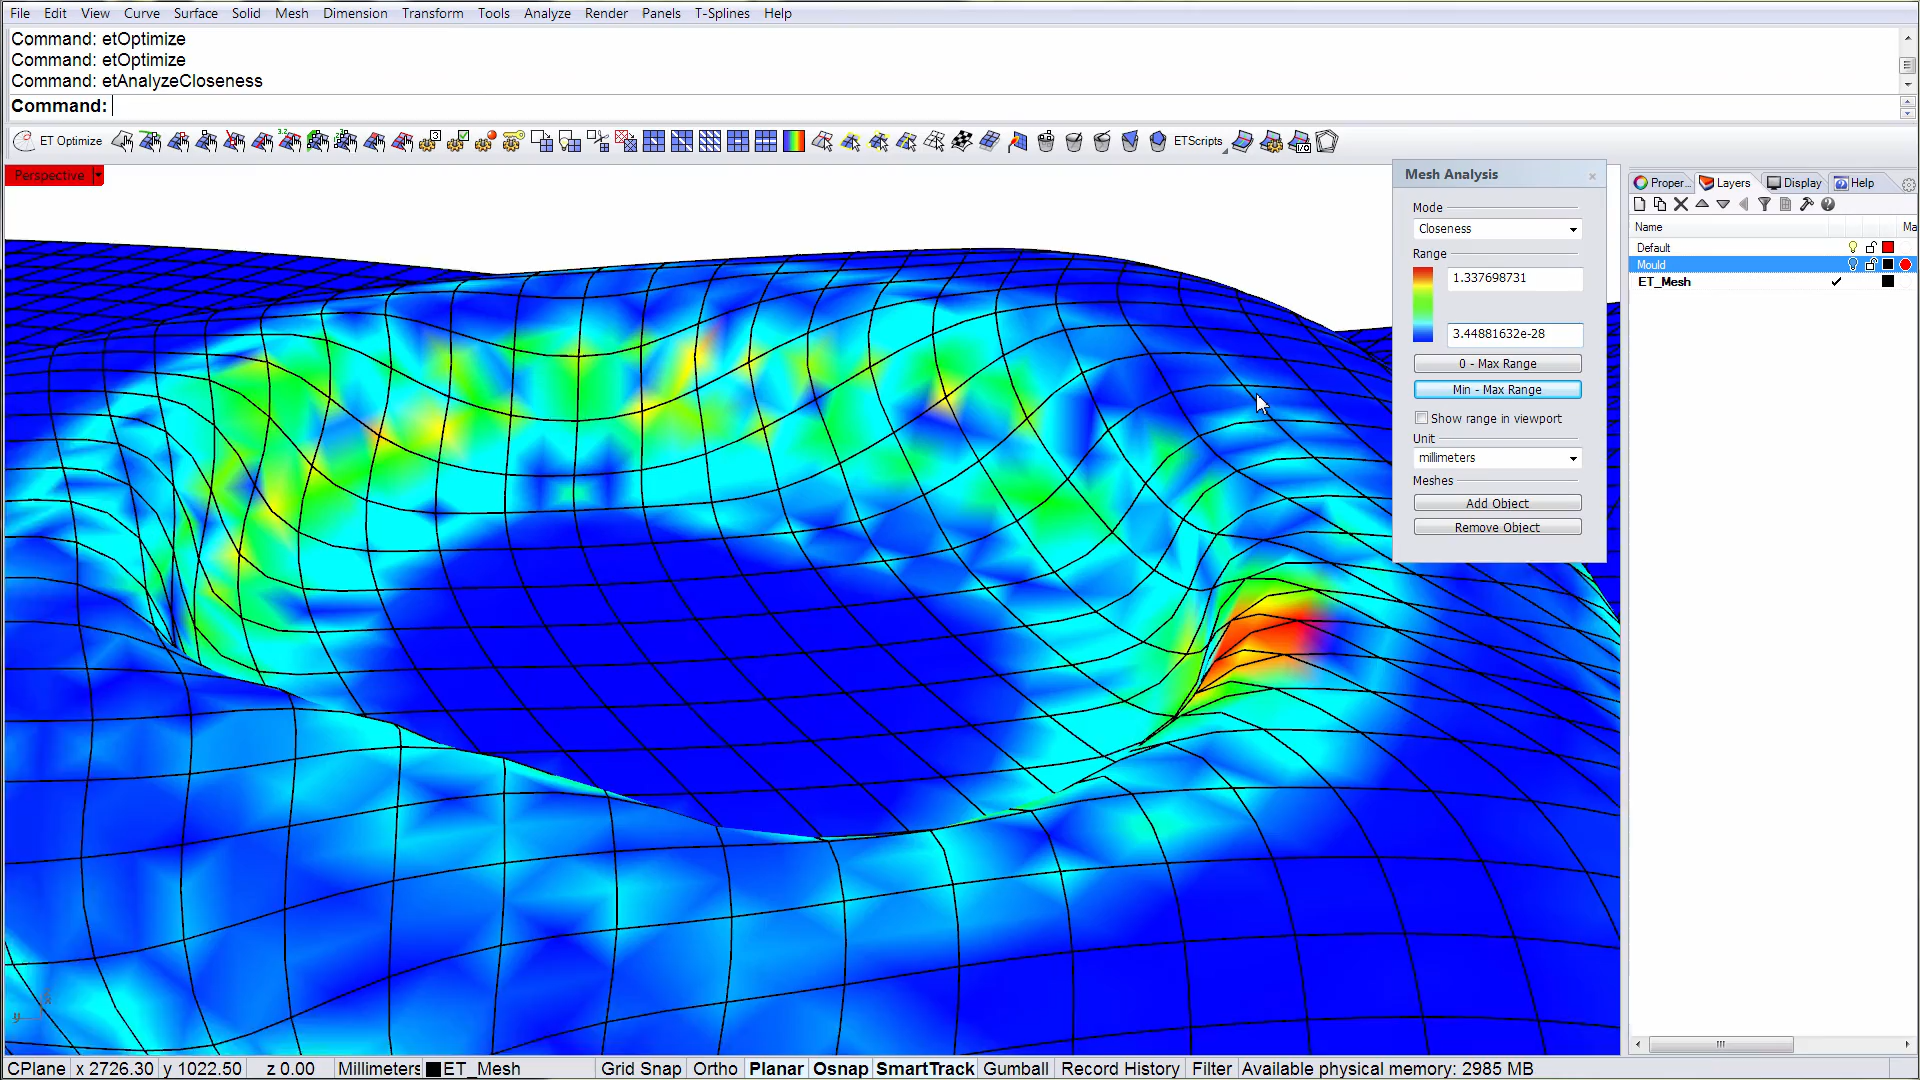 File Edit View Curve Surface Solid Mesh Dimension Transform Tools Analyze Render Panels T-Splines Help
Command: etOptimize
Command: etOptimize
Command: etAnalyzeCloseness
Command:
ET Optimize 3.2 3 ETScripts I/O
Perspective
Mesh Analysis
Mode
Closeness
Range
1.337698731
3.44881632e-28
0 - Max Range
Min - Max Range
Show range in viewport
Unit
millimeters
Meshes
Add Object
Remove Object
Proper... Layers Display Help
Name Ma
Default
Mould
ET_Mesh
y x
CPlane x 2726.30 y 1022.50 z 0.00 Millimeters ET_Mesh Grid Snap Ortho Planar Osnap SmartTrack Gumball Record History Filter Available physical memory: 2985 MB